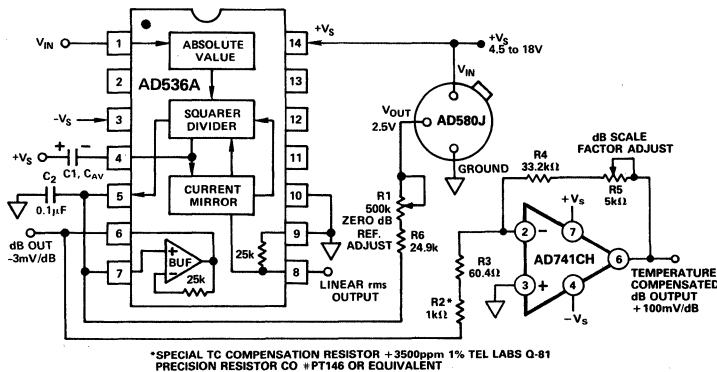 +VS
VIN
1
ABSOLUTE
VALUE
14
+VS
+VS
4.5 to 18V
2
AD536A
13
VIN
-VS
3
SQUARER
DIVIDER
12
VOUT
2.5V
AD580J
+ -
+VS
4
C1, CAV
11
GROUND
dB SCALE
FACTOR ADJUST
R4
33.2kΩ
R5
5kΩ
C2
0.1μF
5
CURRENT
MIRROR
10
R1
500k
ZERO dB
REF.
ADJUST
+VS
dB OUT
-3mV/dB
6
25k
9
R6
24.9k
2
-
7
AD741CH
6
7
+
BUF
-
25k
8
LINEAR rms
OUTPUT
R3
60.4Ω
3
+
4
-VS
TEMPERATURE
COMPENSATED
dB OUTPUT
+100mV/dB
R2*
1kΩ
*SPECIAL TC COMPENSATION RESISTOR +3500ppm 1% TEL LABS Q-81
PRECISION RESISTOR CO #PT146 OR EQUIVALENT